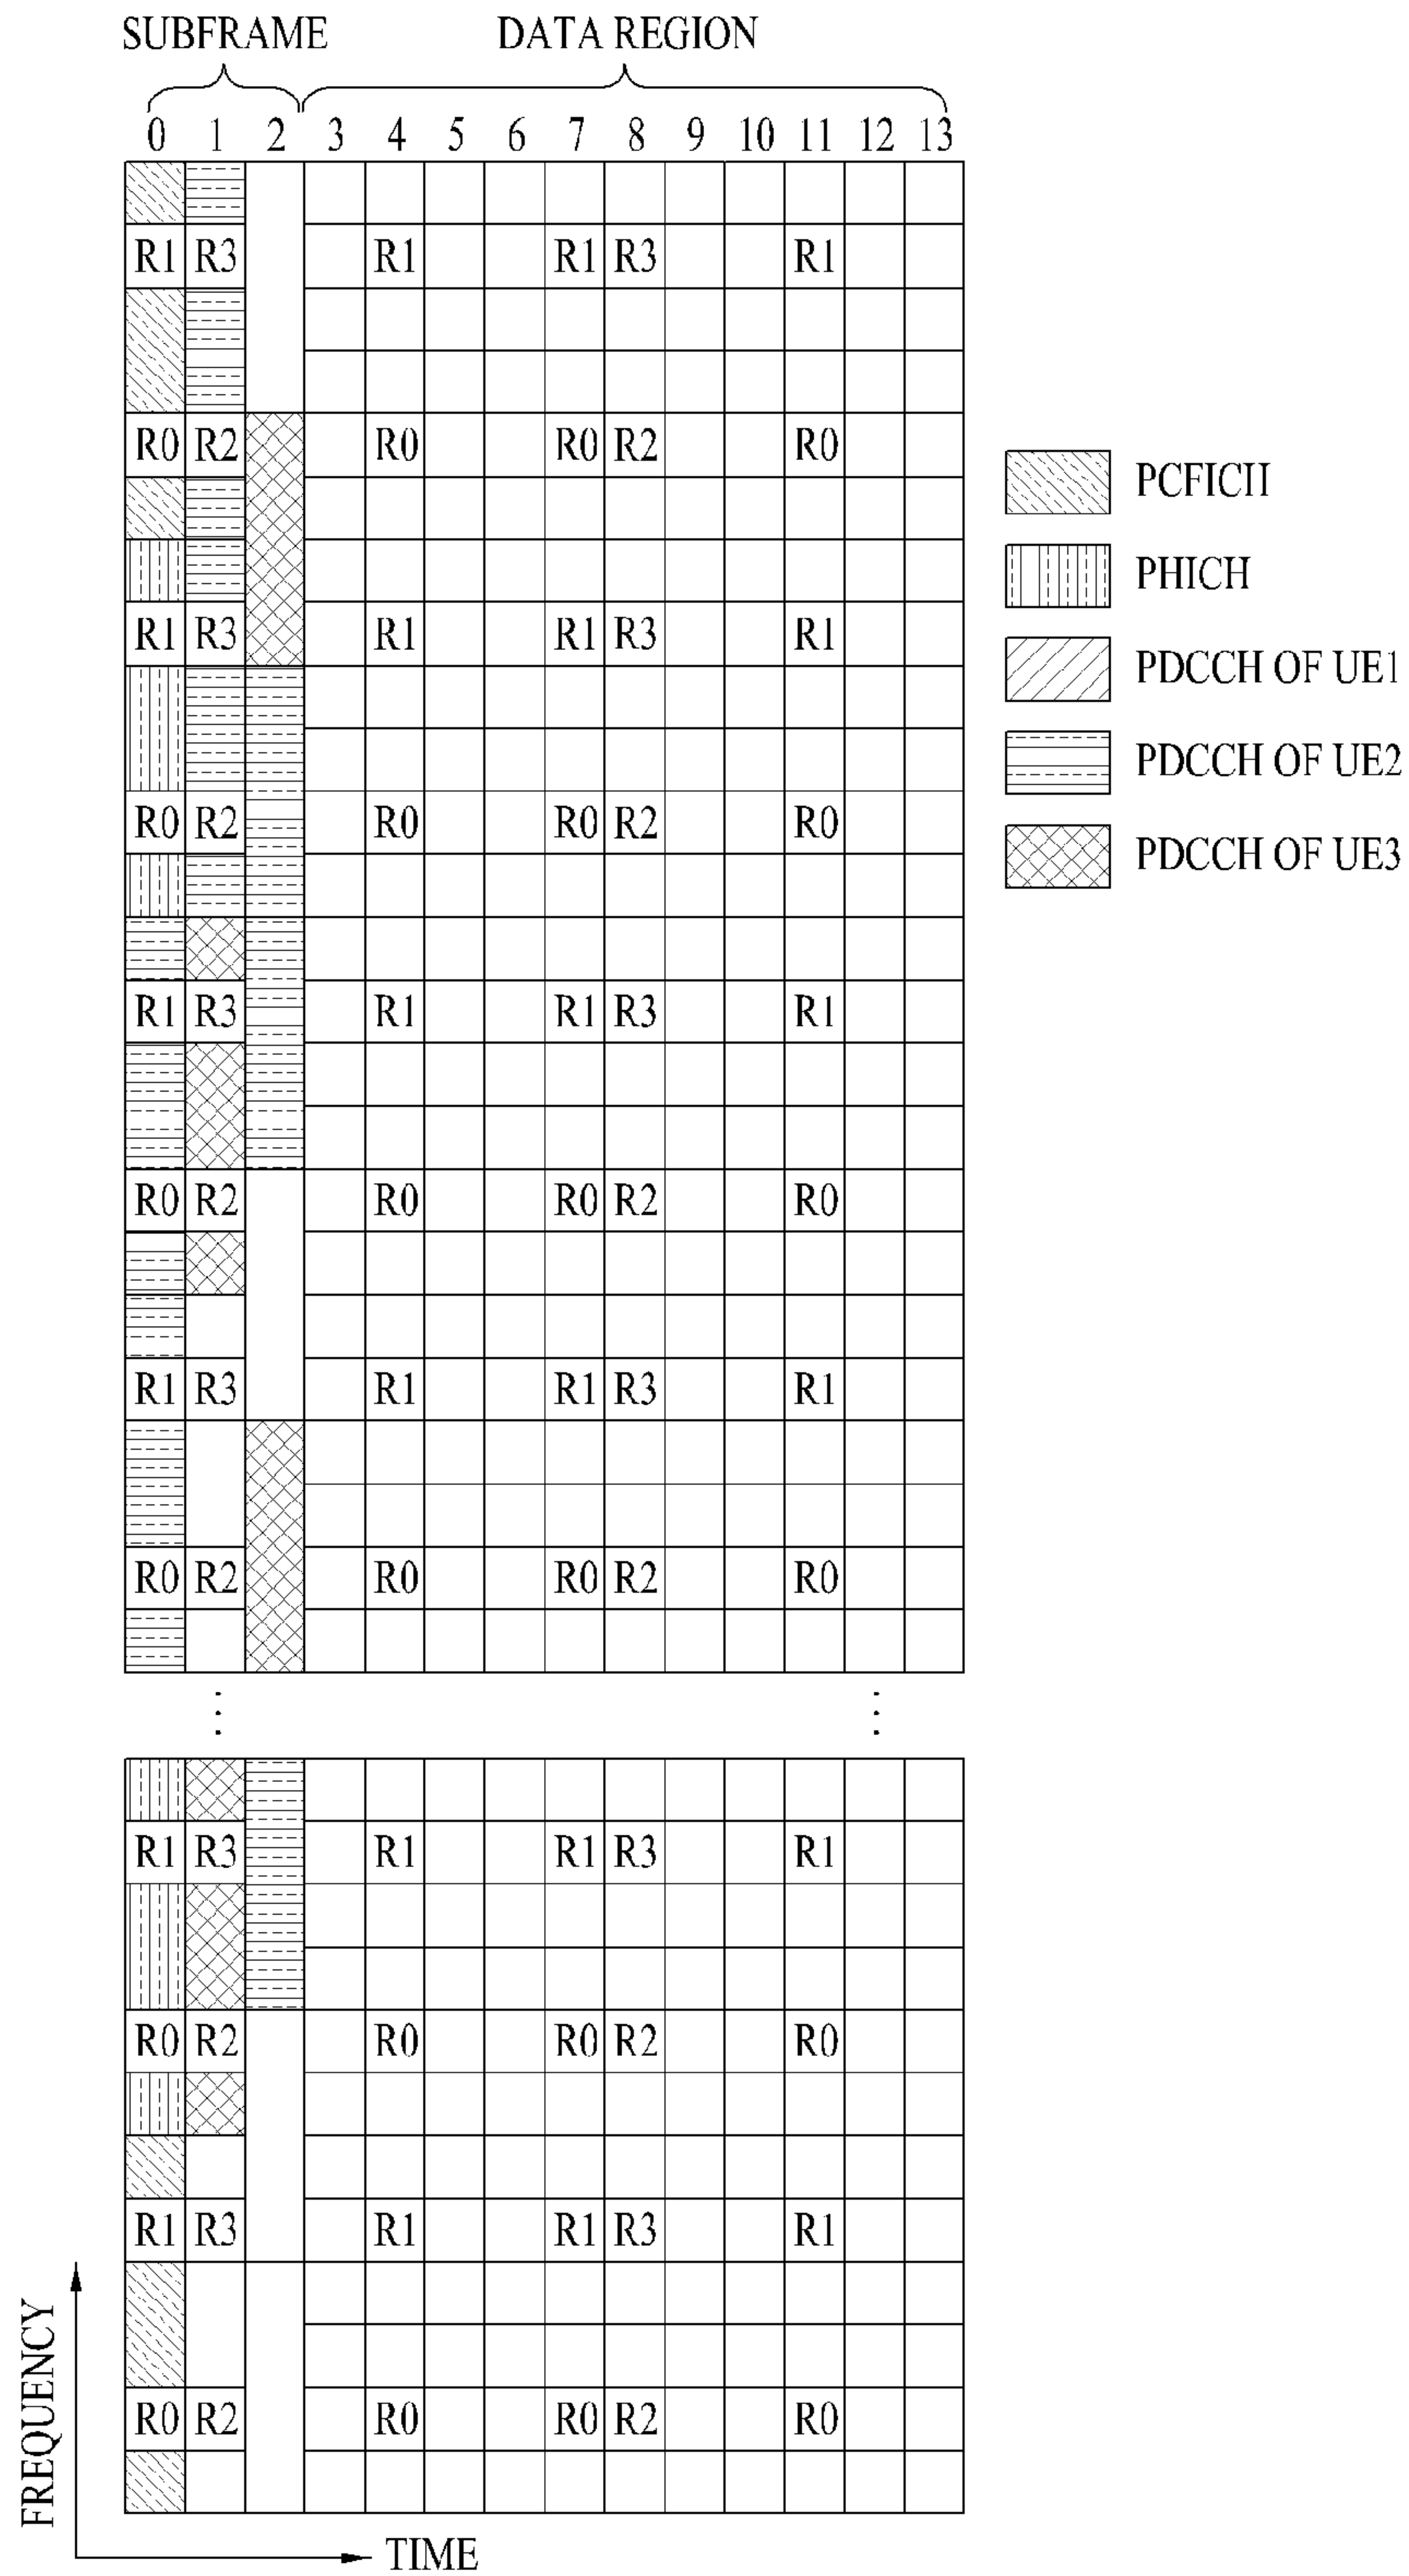 SUBFRAME DATA REGION
0 1 2 3 4 5 6 7 8 9 10 11 12 13
R1 R3 R1 R1 R3 R1
R0 R2 R0 R0 R2 R0
PCFICII
PHICH
R1 R3 R1 R1 R3 R1
PDCCH OF UE1
PDCCH OF UE2
R0 R2 R0 R0 R2 R0
PDCCH OF UE3
R1 R3 R1 R1 R3 R1
R0 R2 R0 R0 R2 R0
R1 R3 R1 R1 R3 R1
R0 R2 R0 R0 R2 R0
R1 R3 R1 R1 R3 R1
R0 R2 R0 R0 R2 R0
R1 R3 R1 R1 R3 R1
R0 R2 R0 R0 R2 R0
FREQUENCY
TIME